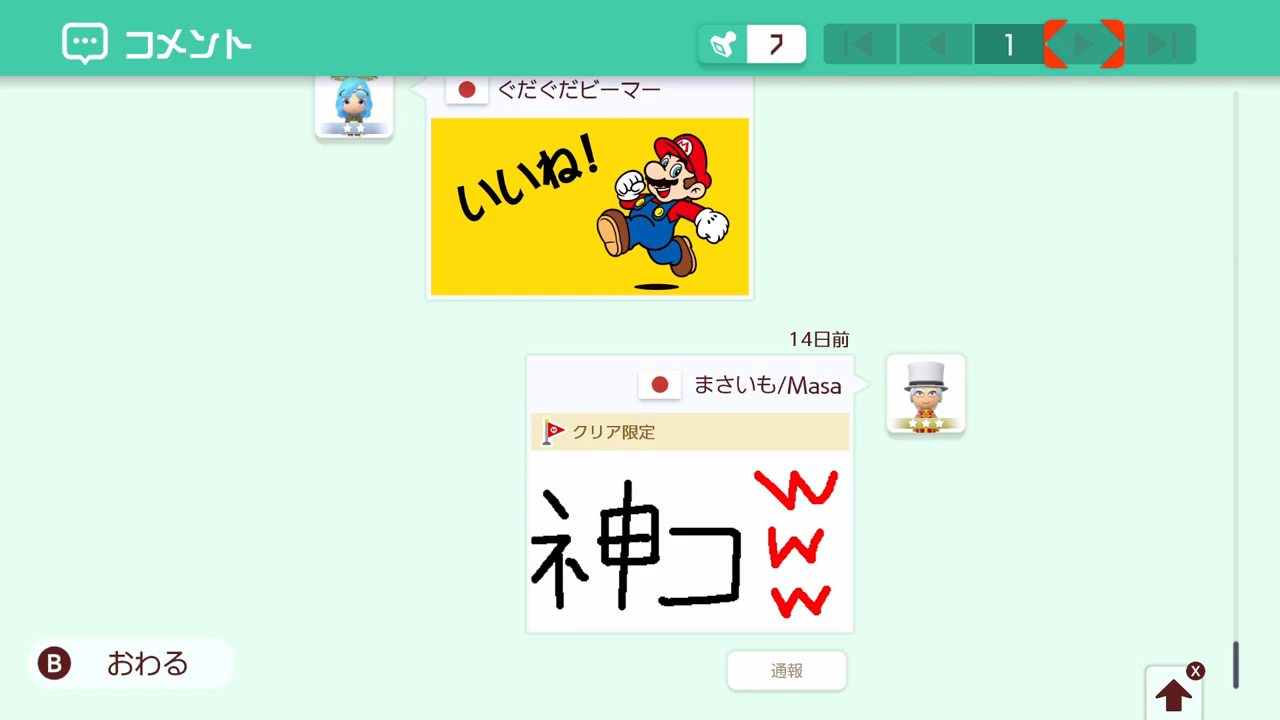 コメント
7
1
ぐだぐだビーマー
いいね!
M
14日前
まさいも/Masa
クリア限定
神コ
W
W
W
通報
B おわる
X